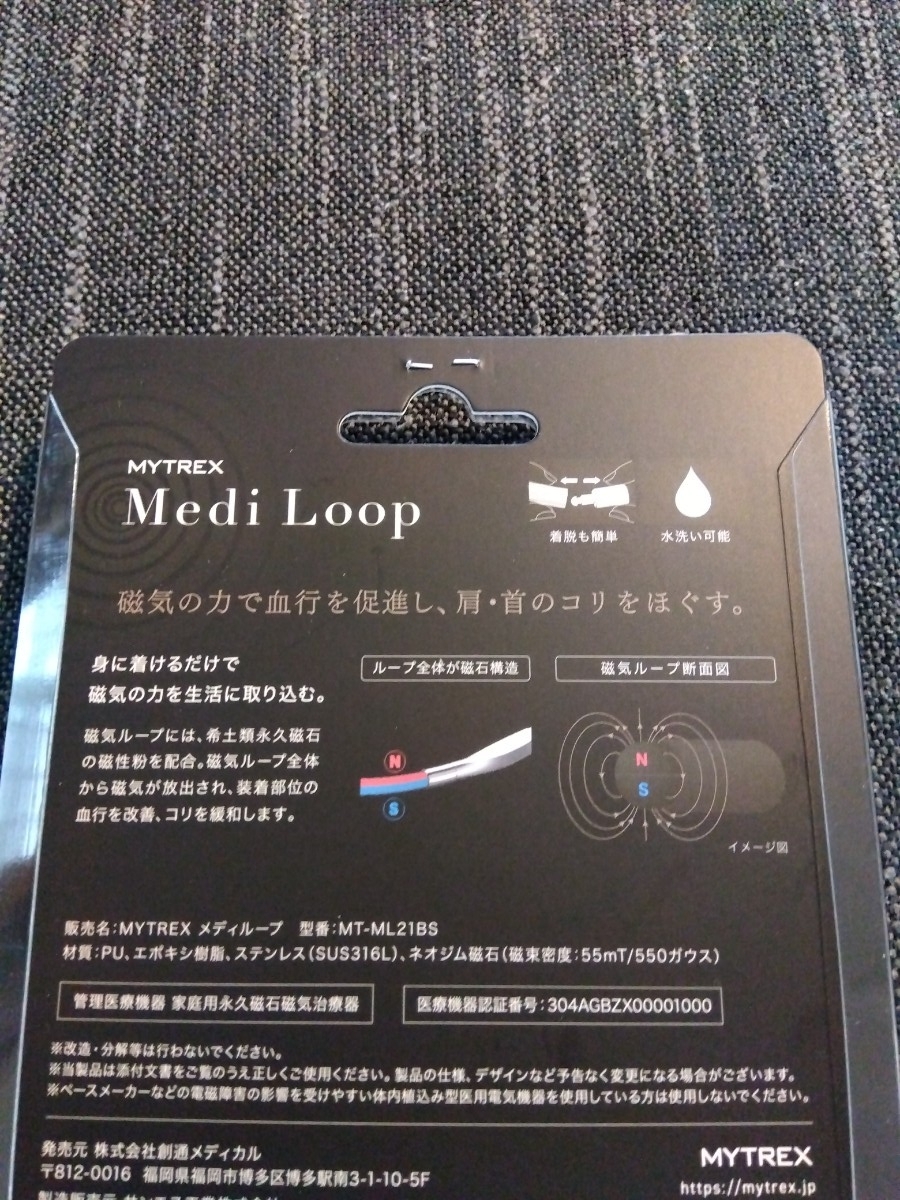 MYTREX
Medi Loop
着脱も簡単
水洗い可能
磁気の力で血行を促進し、肩・首のコリをほぐす。
身に着けるだけで
磁気の力を生活に取り込む。
磁気ループには、希土類永久磁石
の磁性粉を配合。磁気ループ全体
から磁気が放出され、装着部位の
血行を改善、コリを緩和します。
ループ全体が磁石構造
N
S
磁気ループ断面図
N
S
イメージ図
販売名:MYTREX メディループ 型番:MT-ML21BS
材質:PU、エポキシ樹脂、ステンレス(SUS316L)、ネオジム磁石(磁束密度:55mT/550ガウス)
管理医療機器 家庭用永久磁石磁気治療器
医療機器認証番号:304AGBZX00001000
※改造・分解等は行わないでください。
※当製品は添付文書をご覧のうえ正しくご使用ください。製品の仕様、デザインなど予告なく変更になる場合がございます。
※ペースメーカーなどの電磁障害の影響を受けやすい体内植込み型医用電気機器を使用している方は使用しないでください。
発売元 株式会社創通メディカル
〒812-0016 福岡県福岡市博多区博多駅南3-1-10-5F
MYTREX
https://mytrex.jp